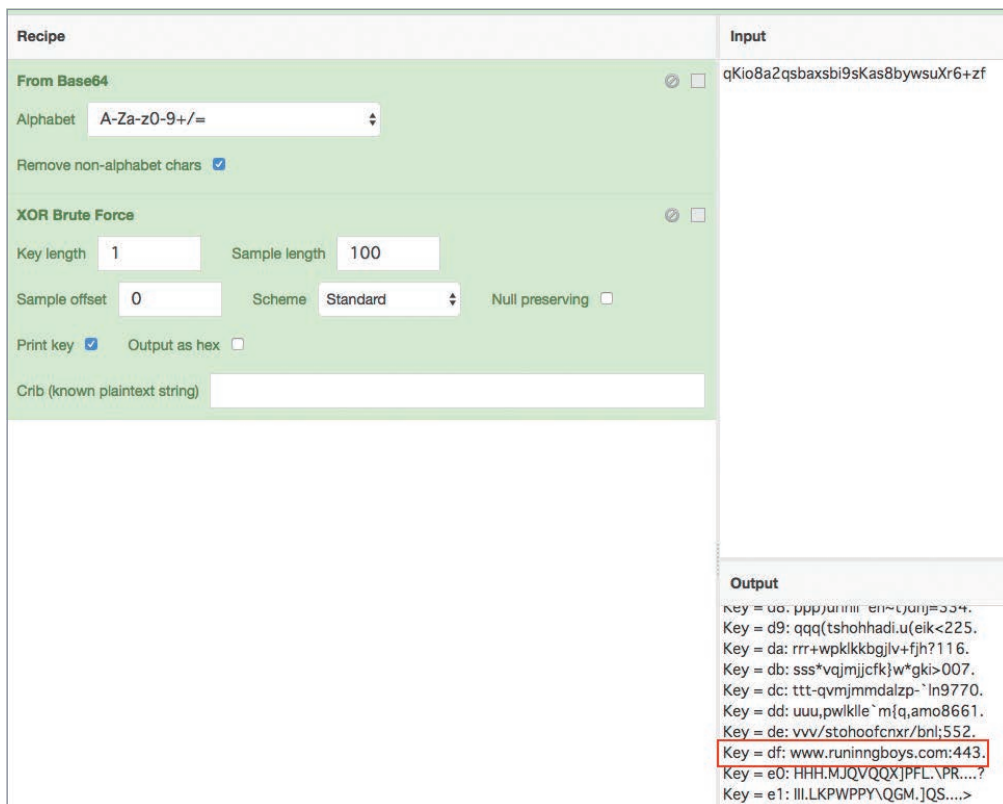 Recipe
Input
From Base64
qKio8a2qsbaxsbi9sKas8bywsuXr6+zf
Alphabet A-Za-z0-9+/=
Remove non-alphabet chars
XOR Brute Force
Key length 1 Sample length 100
Sample offset 0 Scheme Standard Null preserving
Print key Output as hex
Crib (known plaintext string)
Output
Key = d9: qqq(tshohhadi.u(eik<225.
Key = da: rrr+wpklkkbgj|v+fjh?116.
Key = db: sss*vqjmjjcfk}w*gki>007.
Key = dc: ttt-qvmjmmdalzp-`ln9770.
Key = dd: uuu,pwlklle`m{q,amo8661.
Key = de: vvv/stohoofcnxr/bnl;552.
Key = df: www.runinngboys.com:443.
Key = e0: HHH.MJQVQQX]PFL.\PR....?
Key = e1: III.LKPWPPY\QGM.]QS....>